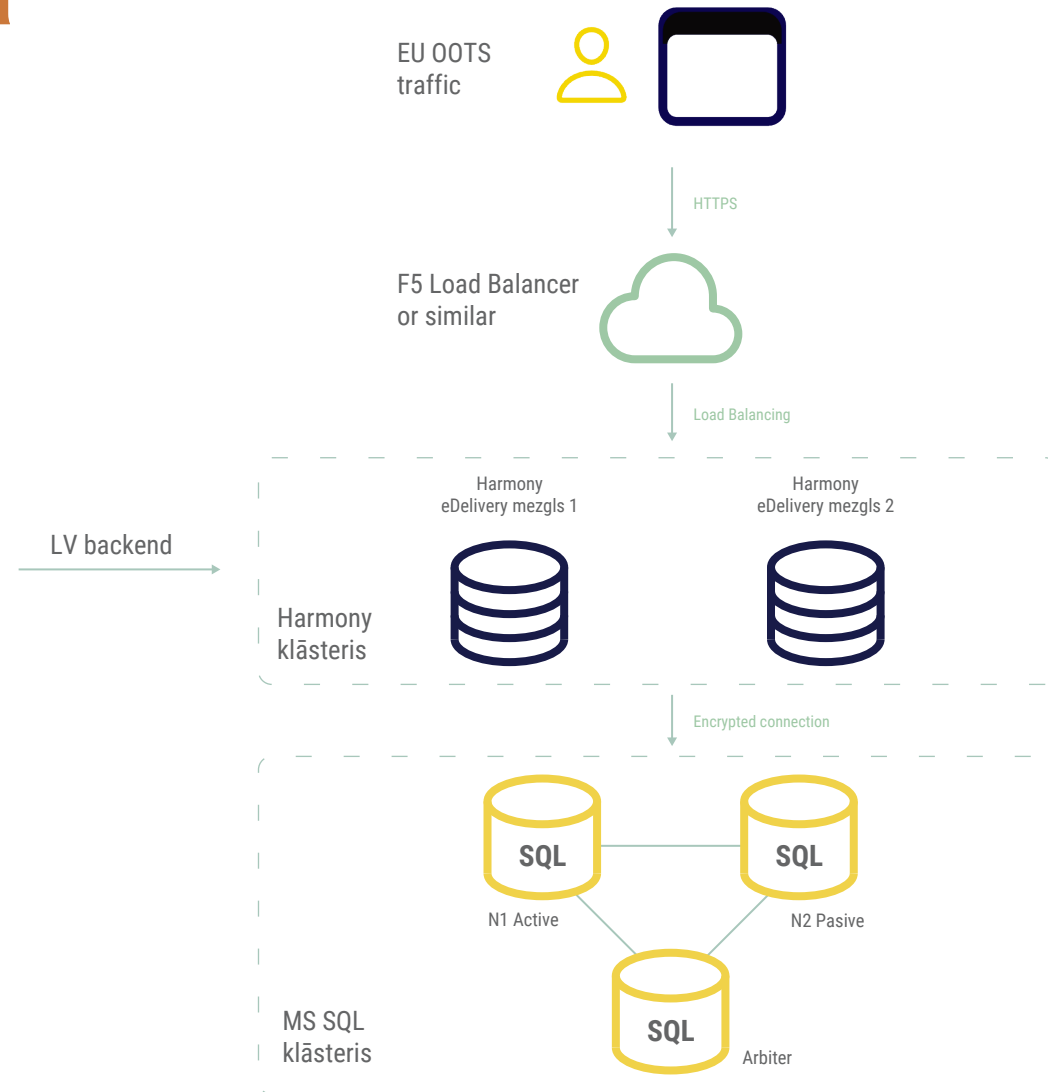 EU OOTS
traffic
HTTPS
F5 Load Balancer
or similar
Load Balancing
Harmony
eDelivery mezgls 1
Harmony
eDelivery mezgls 2
LV backend
Harmony
klāsteris
Encrypted connection
SQL
SQL
N1 Active
N2 Pasive
SQL
Arbiter
MS SQL
klāsteris